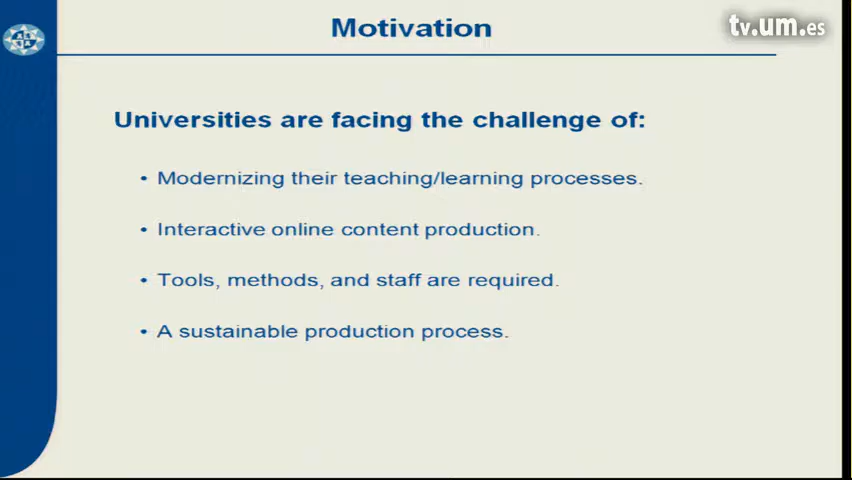 Motivation
tv.um.es
Universities are facing the challenge of:
• Modernizing their teaching/learning processes.
• Interactive online content production.
• Tools, methods, and staff are required.
• A sustainable production process.